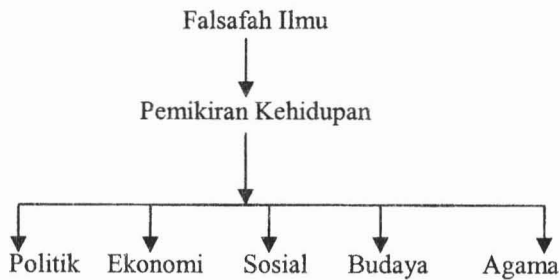 Falsafah Ilmu
Pemikiran Kehidupan
Politik Ekonomi Sosial Budaya Agama